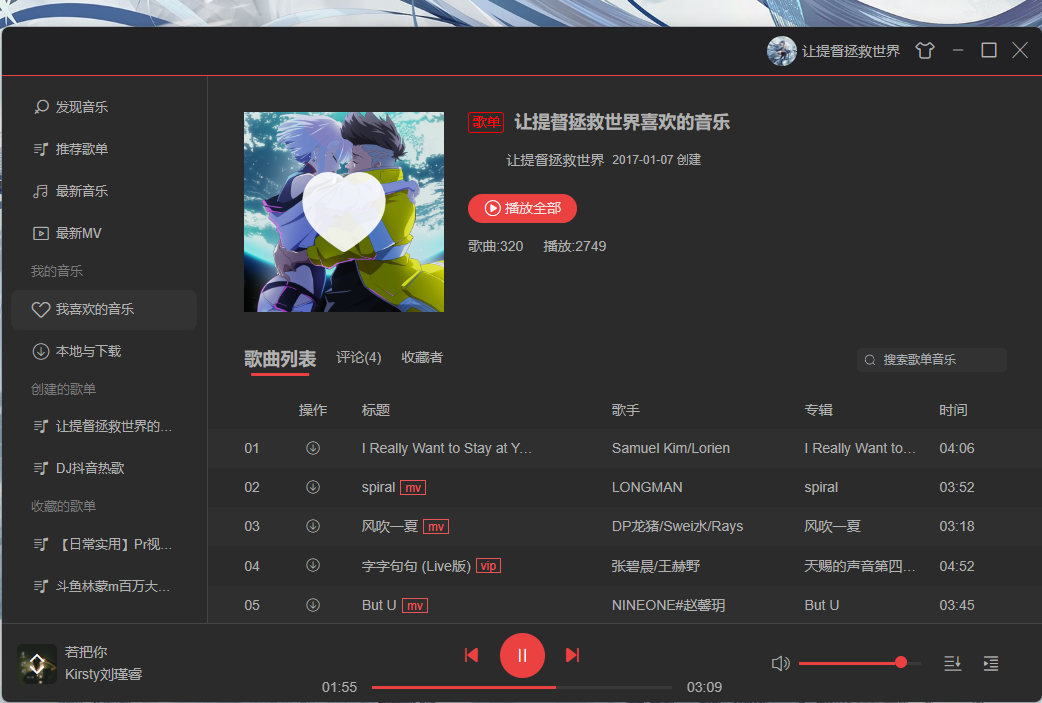 让提督拯救世界
发现音乐
推荐歌单
最新音乐
最新MV
我的音乐
我喜欢的音乐
本地与下载
创建的歌单
让提督拯救世界的...
DJ抖音热歌
收藏的歌单
【日常实用】Pr视...
斗鱼林蒙m百万大...
歌单 让提督拯救世界喜欢的音乐
让提督拯救世界 2017-01-07 创建
播放全部
歌曲:320 播放:2749
歌曲列表 评论(4) 收藏者 搜索歌单音乐
操作 标题 歌手 专辑 时间
01 I Really Want to Stay at Y... Samuel Kim/Lorien I Really Want to... 04:06
02 spiral mv LONGMAN spiral 03:52
03 风吹一夏 mv DP龙猪/Swei水/Rays 风吹一夏 03:18
04 字字句句 (Live版) vip 张碧晨/王赫野 天赐的声音第四... 04:52
05 But U mv NINEONE#赵馨玥 But U 03:45
若把你
Kirsty刘瑾睿
01:55 03:09